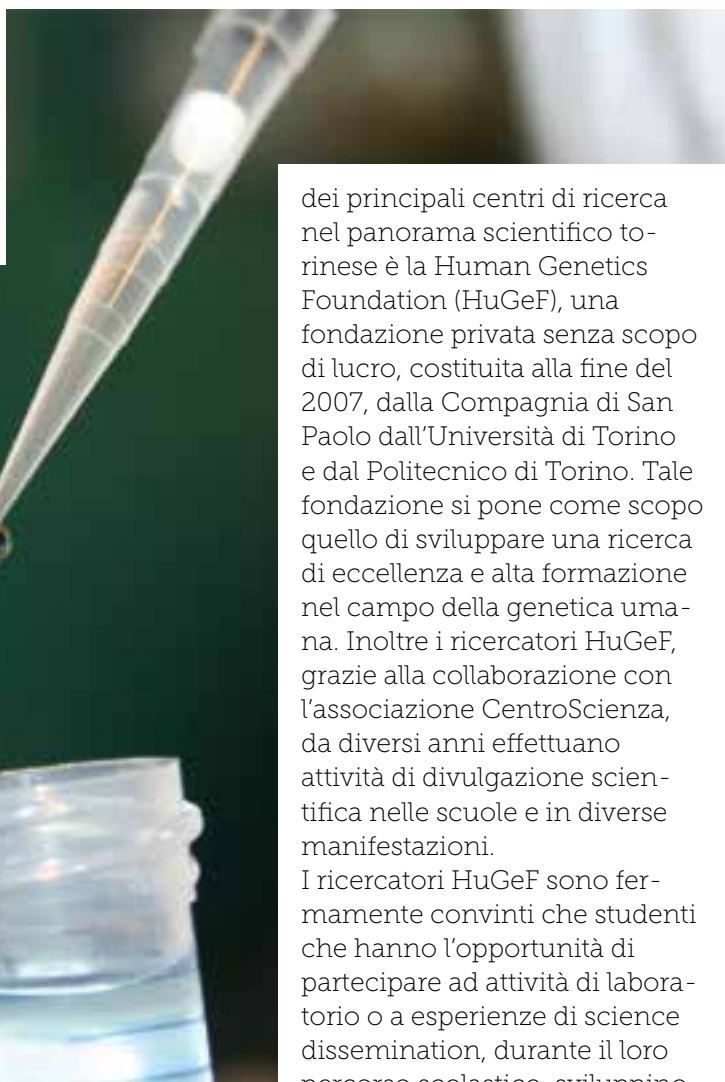 dei principali centri di ricerca
nel panorama scientifico to-
rinese è la Human Genetics
Foundation (HuGeF), una
fondazione privata senza scopo
di lucro, costituita alla fine del
2007, dalla Compagnia di San
Paolo dall’Università di Torino
e dal Politecnico di Torino. Tale
fondazione si pone come scopo
quello di sviluppare una ricerca
di eccellenza e alta formazione
nel campo della genetica uma-
na. Inoltre i ricercatori HuGeF,
grazie alla collaborazione con
l’associazione CentroScienza,
da diversi anni effettuano
attività di divulgazione scien-
tifica nelle scuole e in diverse
manifestazioni.
I ricercatori HuGeF sono fer-
mamente convinti che studenti
che hanno l’opportunità di
partecipare ad attività di labora-
torio o a esperienze di science
dissemination, durante il loro
percorso scolastico, sviluppino